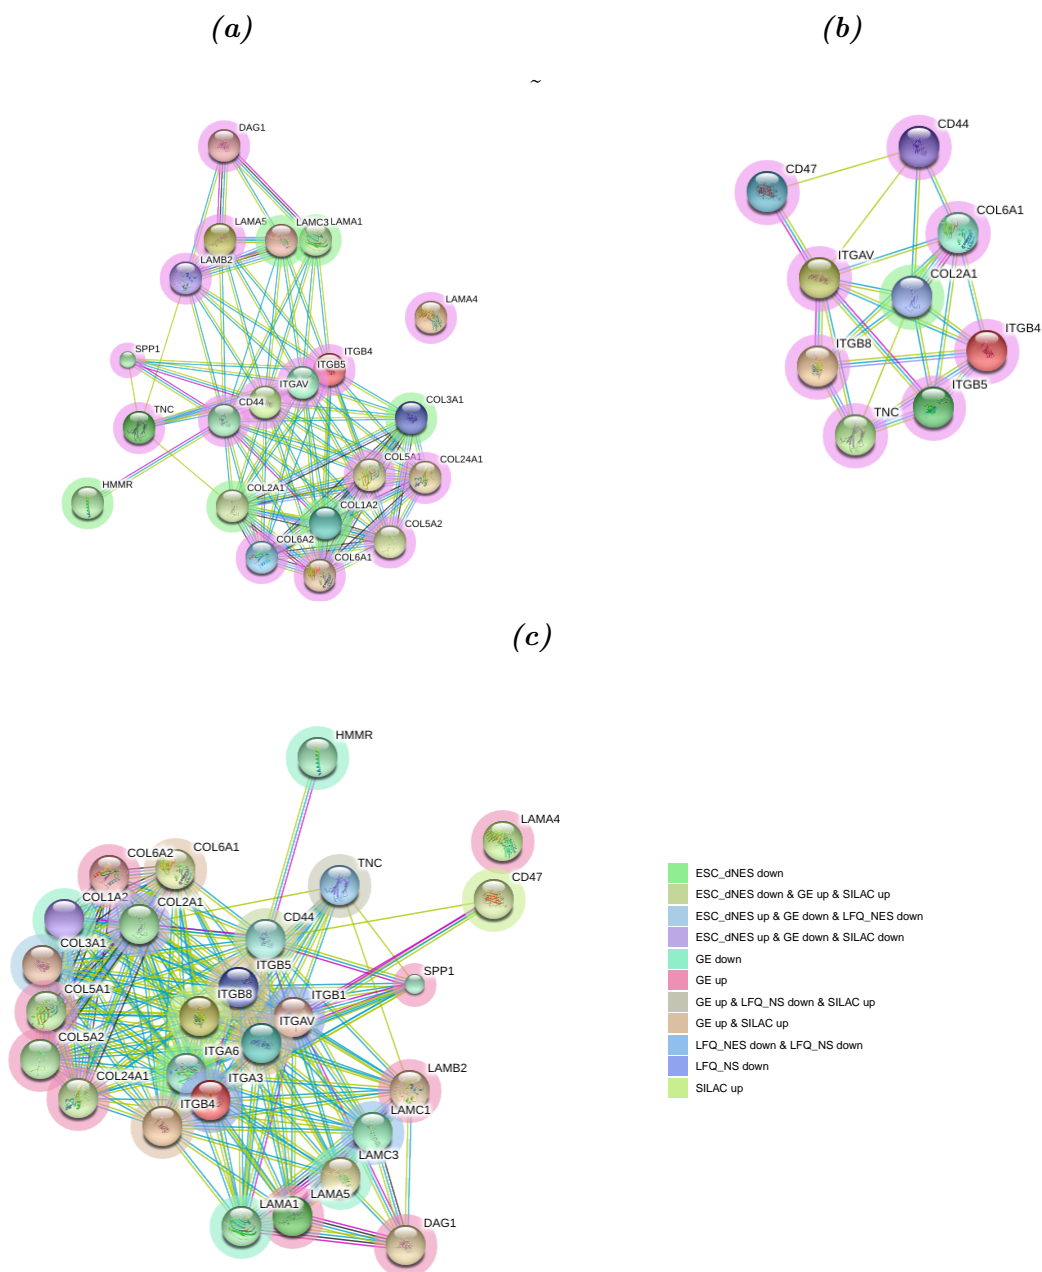 (a) (b)
~
DAG1
LAMA5 LAMC3 LAMA1
LAMB2
LAMA4
SPP1
ITGB4
ITGB5
ITGAV
CD44
TNC
COL3A1
COL5A1
COL24A1
HMMR
COL2A1
COL1A2
COL5A2
COL6A2
COL6A1
CD44
CD47
COL6A1
ITGAV
COL2A1
ITGB4
ITGB8
ITGB5
TNC
(c)
HMMR
LAMA4
COL6A2 COL6A1
TNC
CD47
COL1A2 COL2A1
CD44
COL3A1
ITGB5
SPP1
COL5A1
ITGB8 ITGB1
ITGAV
COL5A2
ITGA6
COL24A1
ITGA3
LAMB2
ITGB4
LAMC1
LAMC3
LAMA1 LAMA5
DAG1
ESC_dNES down
ESC_dNES down & GE up & SILAC up
ESC_dNES up & GE down & LFQ_NES down
ESC_dNES up & GE down & SILAC down
GE down
GE up
GE up & LFQ_NS down & SILAC up
GE up & SILAC up
LFQ_NES down & LFQ_NS down
LFQ_NS down
SILAC up